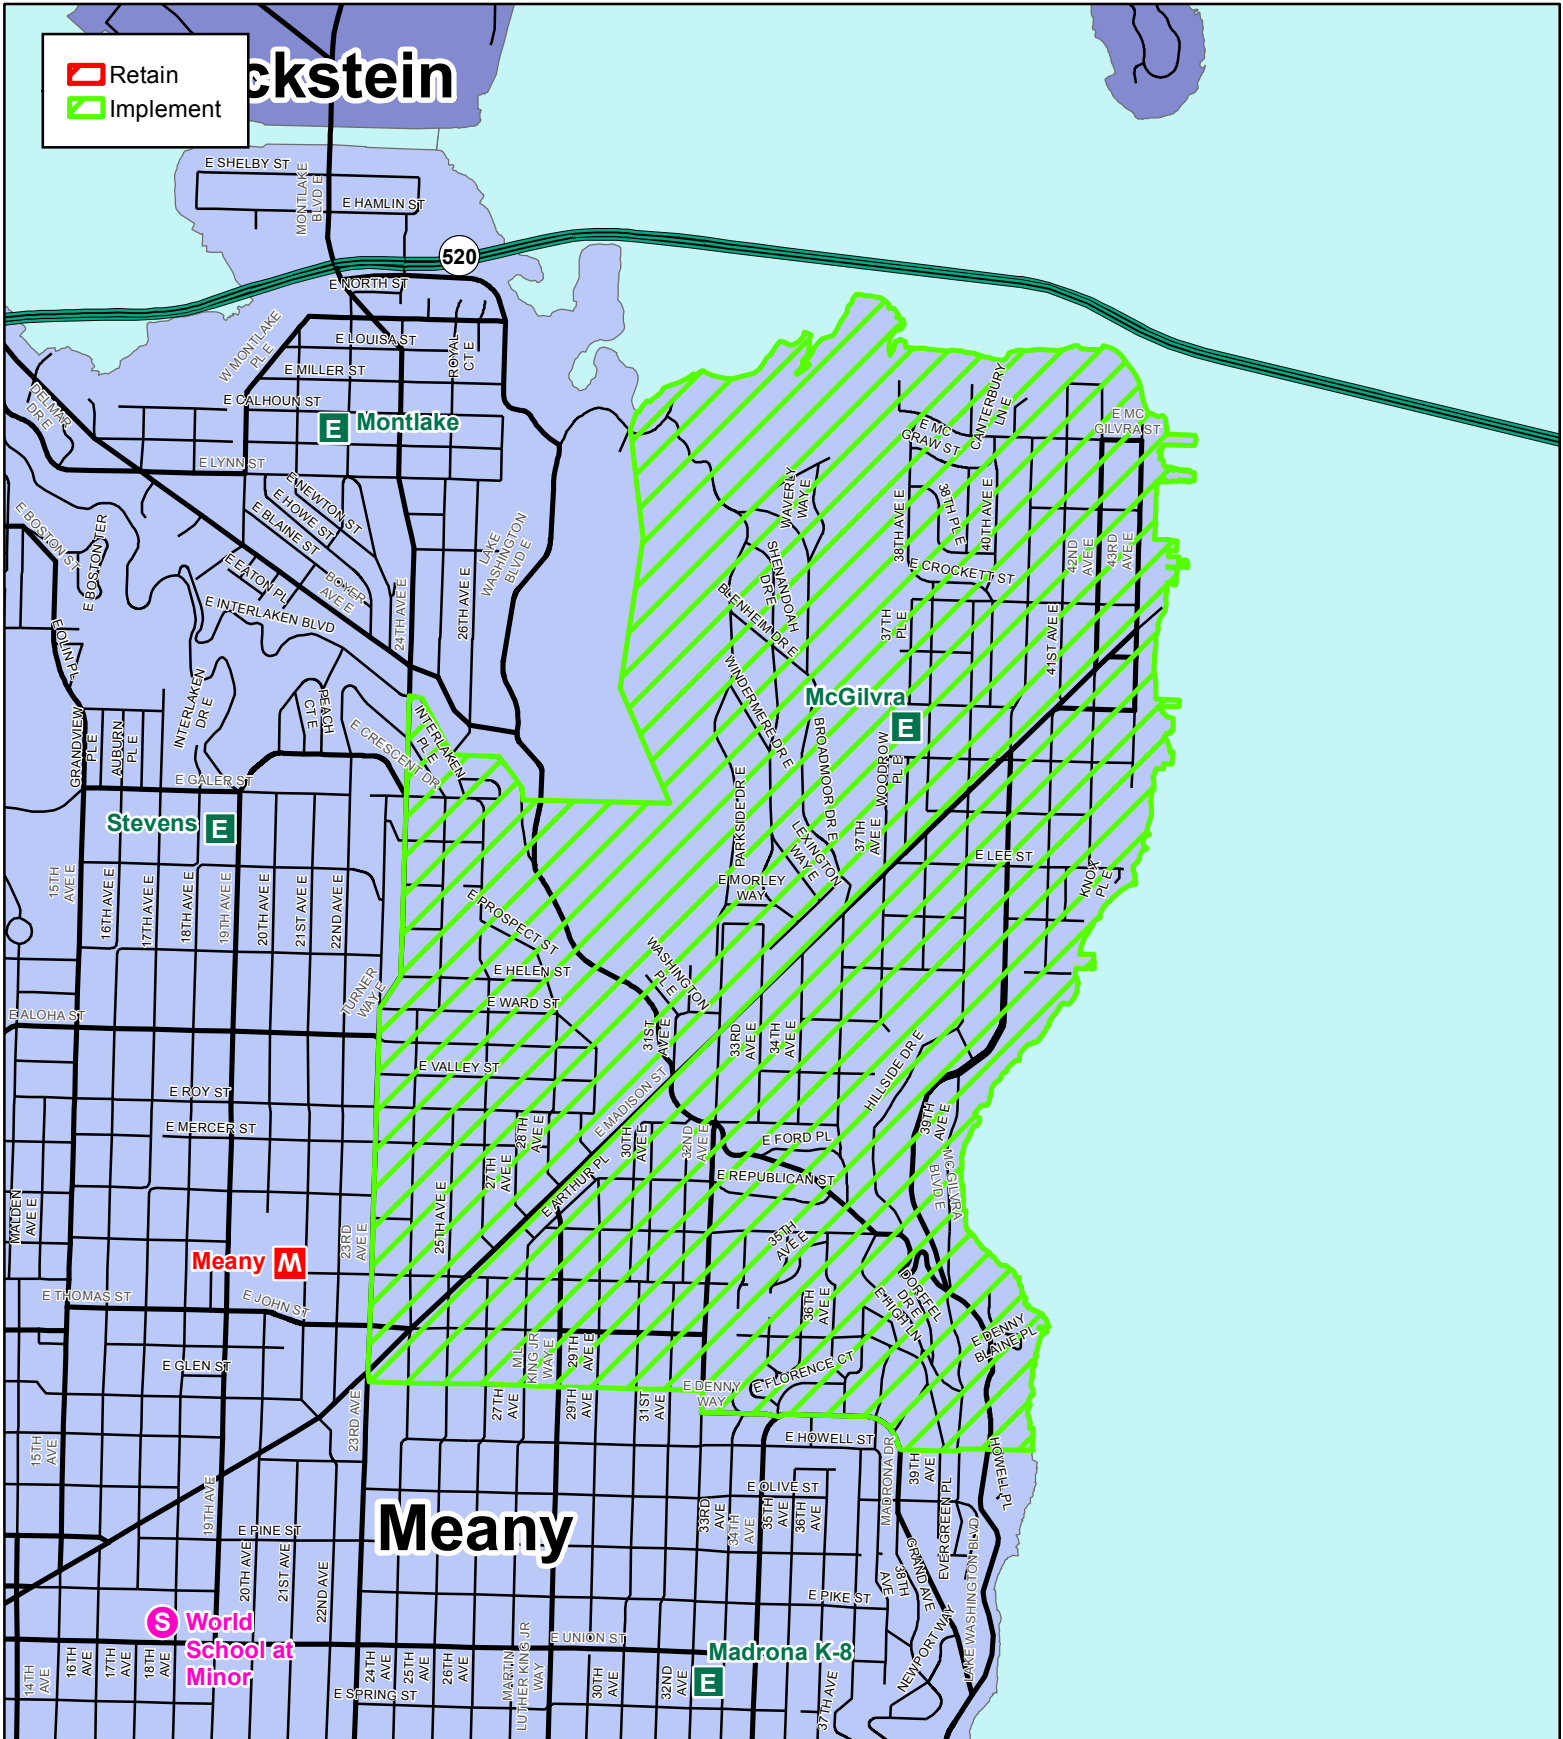 Retain
Implement
ckstein
E SHELBY ST
MONTLAKE
BLVD E
E HAMLIN ST
520
E NORTH ST
W MONTLAKE
PL E
E LOUISA ST
ROYAL
CT E
E MILLER ST
E CALHOUN ST
DELMAR
DR E
E Montlake
E LYNN ST
E NEWTON ST
E HOWE ST
E BLAINE ST
E BOSTON ST
E BOSTON TER
E EATON PL
BOYER
AVE E
E INTERLAKEN BLVD
24TH AVE E
26TH AVE E
LAKE
WASHINGTON
BLVD E
E OLIN PL
CANTERBURY
LN E
E MC
GRAW ST
E MC
GILVRA ST
WAVERLY
WAY E
38TH AVE E
38TH PL E
40TH AVE E
42ND
AVE E
43RD
AVE E
SHENANDOAH
DR E
E CROCKETT ST
BLENHEIM DR E
37TH
PL E
41ST AVE E
WINDERMERE DR E
McGilvra
E
BROADMOOR DR E
WOODROW
PL E
PARKSIDE DR E
LEXINGTON
WAY E
37TH
AVE E
E LEE ST
KNOX
PL E
E MORLEY
WAY
GRANDVIEW
PL E
AUBURN
PL E
INTERLAKEN
DR E
PEACH
CT E
E CRESCENT DR
INTERLAKEN
PL E
E GALER ST
Stevens E
15TH
AVE E
16TH AVE E
17TH AVE E
18TH AVE E
19TH AVE E
20TH AVE E
21ST AVE E
22ND AVE E
E PROSPECT ST
E HELEN ST
E WARD ST
WASHINGTON
PL E
TURNER
WAY E
E ALOHA ST
31ST
AVE E
33RD
AVE E
34TH
AVE E
E VALLEY ST
HILLSIDE DR E
E ROY ST
E MERCER ST
E MADISON ST
28TH
AVE E
27TH
AVE E
30TH
AVE E
32ND
AVE E
E FORD PL
39TH
AVE E
MCGILVRA
BLVD E
E ARTHUR PL
E REPUBLICAN ST
MALDEN
AVE E
23RD
AVE E
25TH AVE E
35TH
AVE E
Meany W
E THOMAS ST
E JOHN ST
36TH
AVE E
DORFFEL
DR E
E HIGH LN
E DENNY
BLAINE PL
E GLEN ST
M L
KING JR
WAY E
29TH
AVE E
E FLORENCE CT
E DENNY
WAY
27TH
AVE
29TH
AVE
31ST
AVE
15TH
AVE
23RD AVE
E HOWELL ST
MADRONA DR
39TH
AVE
HOWELL PL
E OLIVE ST
EVERGREEN PL
19TH AVE
Meany
33RD
AVE
34TH
AVE
35TH
AVE
36TH
AVE
E PINE ST
20TH AVE
21ST AVE
22ND AVE
GRAND AVE
38TH
AVE
LAKE WASHINGTON BLVD
E PIKE ST
S World
School at
Minor
NEWPORT WAY
E UNION ST
Madrona K-8
E
14TH
AVE
16TH
AVE
17TH
AVE
18TH
AVE
24TH
AVE
25TH
AVE
26TH
AVE
MARTIN
LUTHER KING JR
WAY
30TH
AVE
32ND
AVE
37TH AVE
E SPRING ST